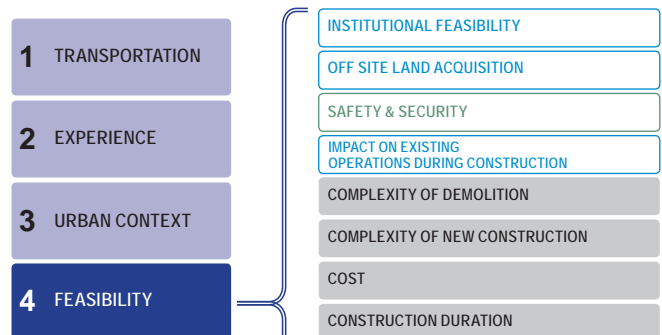 1 TRANSPORTATION
2 EXPERIENCE
3 URBAN CONTEXT
4 FEASIBILITY
INSTITUTIONAL FEASIBILITY
OFF SITE LAND ACQUISITION
SAFETY & SECURITY
IMPACT ON EXISTING
OPERATIONS DURING CONSTRUCTION
COMPLEXITY OF DEMOLITION
COMPLEXITY OF NEW CONSTRUCTION
COST
CONSTRUCTION DURATION